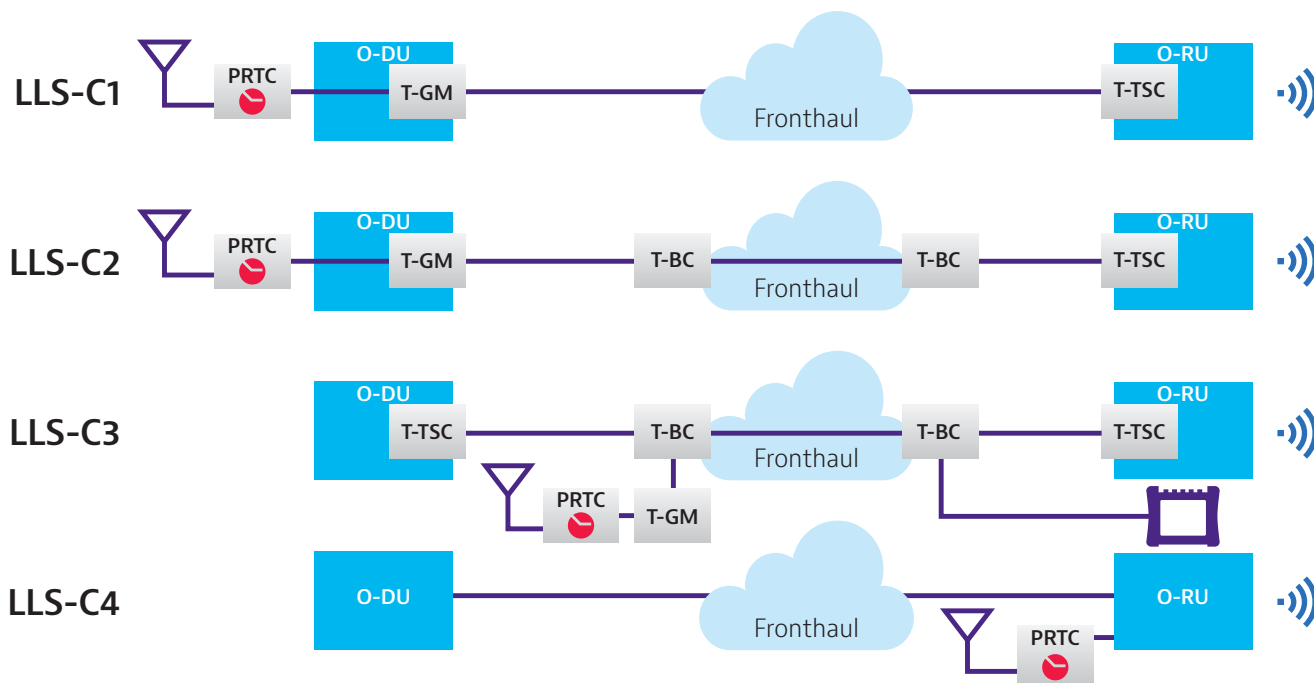 O-DU
O-RU
LLS-C1
PRTC
T-GM
T-TSC
Fronthaul
O-DU
O-RU
LLS-C2
PRTC
T-GM
T-BC
T-BC
T-TSC
Fronthaul
O-DU
O-RU
LLS-C3
T-TSC
T-BC
T-BC
T-TSC
Fronthaul
PRTC
T-GM
LLS-C4
O-DU
O-RU
Fronthaul
PRTC